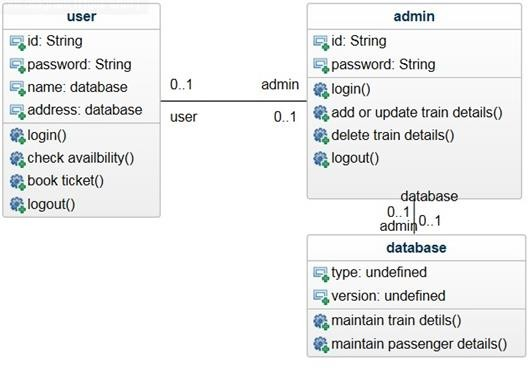 user
id: String
password: String
name: database
address: database
login()
check availbility()
book ticket()
logout()
0..1
admin
user
0..1
admin
id: String
password: String
login()
add or update train details()
delete train details()
logout()
database
0..1
0..1
admin
database
type: undefined
version: undefined
maintain train detils()
maintain passenger details()